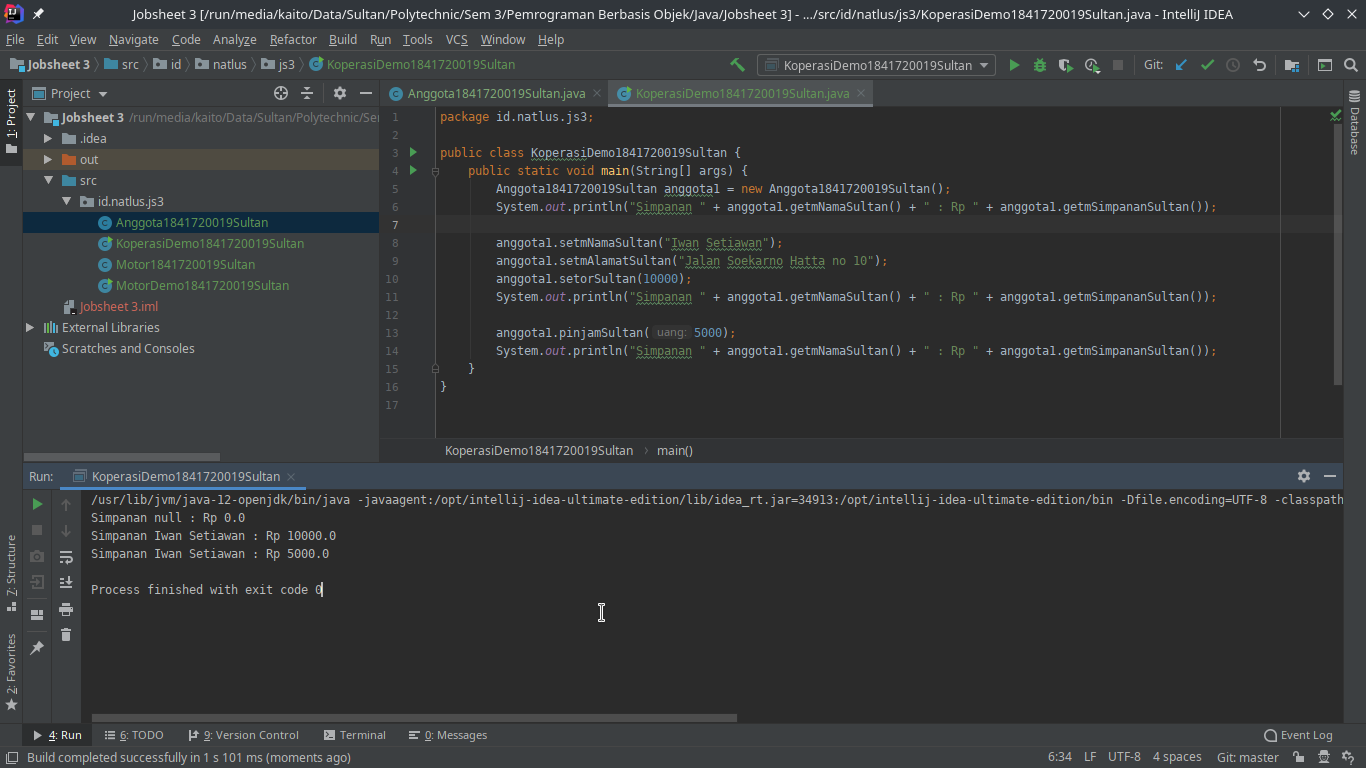 Jobsheet 3 [/run/media/kaito/Data/Sultan/Polytechnic/Sem 3/Pemrograman Berbasis Objek/Java/Jobsheet 3] - .../src/id/natlus/js3/KoperasiDemo1841720019Sultan.java - IntelliJ IDEA
File Edit View Navigate Code Analyze Refactor Build Run Tools VCS Window Help
Jobsheet 3 src id natlus js3 KoperasiDemo1841720019Sultan KoperasiDemo1841720019Sultan Git:
1: Project
Project
Anggota1841720019Sultan.java KoperasiDemo1841720019Sultan.java
Database
Jobsheet 3 /run/media/kaito/Data/Sultan/Polytechnic/Se
.idea
out
src
id.natlus.js3
Anggota1841720019Sultan
KoperasiDemo1841720019Sultan
Motor1841720019Sultan
MotorDemo1841720019Sultan
Jobsheet 3.iml
External Libraries
Scratches and Consoles
1 package id.natlus.js3;
2
3 public class KoperasiDemo1841720019Sultan {
4 public static void main(String[] args) {
5 Anggota1841720019Sultan anggota1 = new Anggota1841720019Sultan();
6 System.out.println("Simpanan " + anggota1.getmNamaSultan() + " : Rp " + anggota1.getmSimpananSultan());
7
8 anggota1.setmNamaSultan("Iwan Setiawan");
9 anggota1.setmAlamatSultan("Jalan Soekarno Hatta no 10");
10 anggota1.setorSultan(10000);
11 System.out.println("Simpanan " + anggota1.getmNamaSultan() + " : Rp " + anggota1.getmSimpananSultan());
12
13 anggota1.pinjamSultan( uang: 5000);
14 System.out.println("Simpanan " + anggota1.getmNamaSultan() + " : Rp " + anggota1.getmSimpananSultan());
15 }
16 }
17
KoperasiDemo1841720019Sultan main()
Run: KoperasiDemo1841720019Sultan
/usr/lib/jvm/java-12-openjdk/bin/java -javaagent:/opt/intellij-idea-ultimate-edition/lib/idea_rt.jar=34913:/opt/intellij-idea-ultimate-edition/bin -Dfile.encoding=UTF-8 -classpath
Simpanan null : Rp 0.0
Simpanan Iwan Setiawan : Rp 10000.0
Simpanan Iwan Setiawan : Rp 5000.0
Process finished with exit code 0
7: Structure
2: Favorites
4: Run 6: TODO 9: Version Control Terminal 0: Messages Event Log
Build completed successfully in 1 s 101 ms (moments ago) 6:34 LF UTF-8 4 spaces Git: master